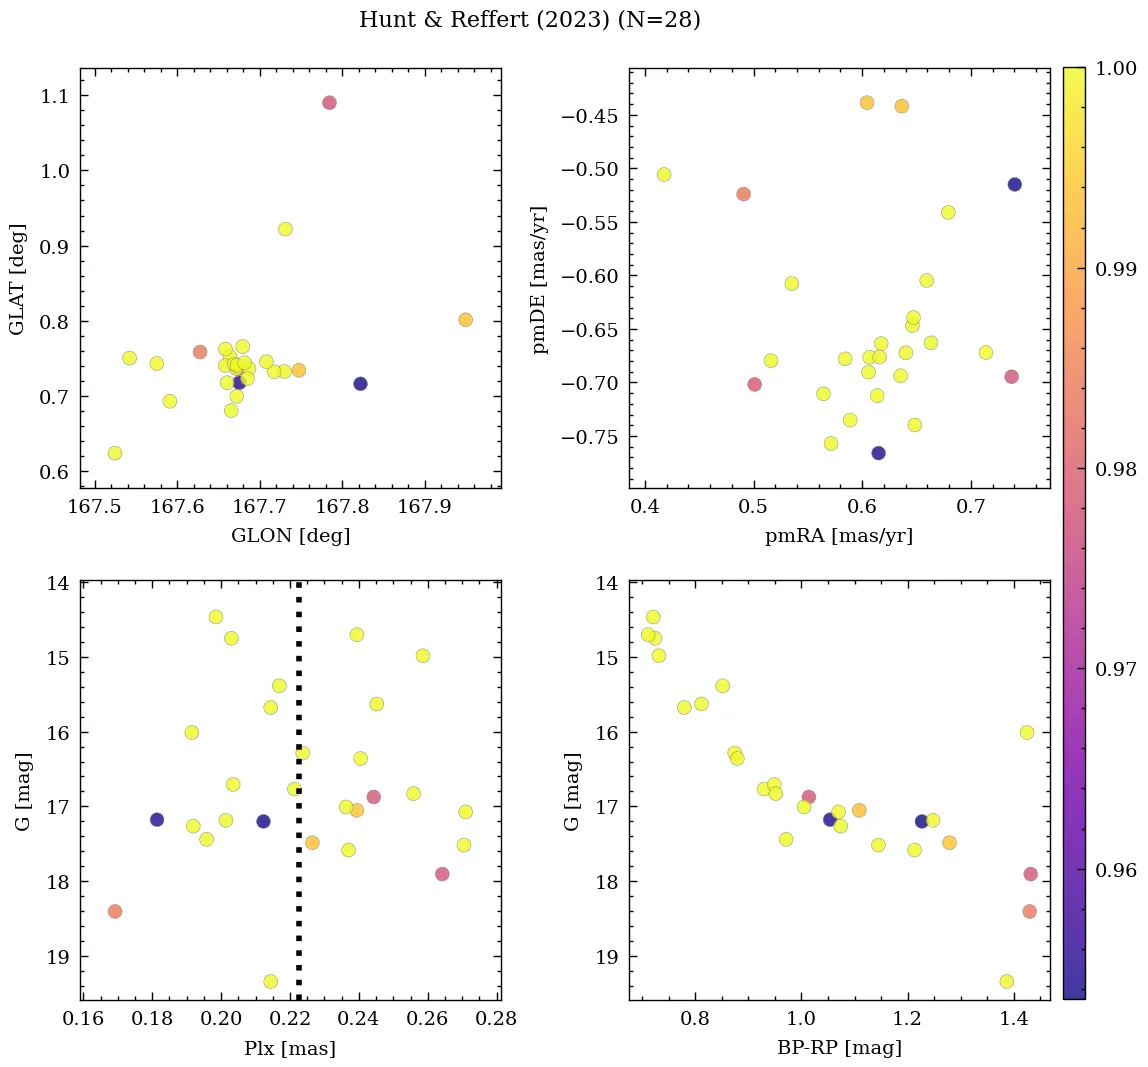 Hunt & Reffert (2023) (N=28)
1.1
1.0
0.9
0.8
0.7
0.6
GLAT [deg]
167.5 167.6 167.7 167.8 167.9
GLON [deg]
−0.45
−0.50
−0.55
−0.60
−0.65
−0.70
−0.75
pmDE [mas/yr]
0.4 0.5 0.6 0.7
pmRA [mas/yr]
1.00
0.99
0.98
0.97
0.96
14
15
16
17
18
19
G [mag]
0.16 0.18 0.20 0.22 0.24 0.26 0.28
Plx [mas]
14
15
16
17
18
19
G [mag]
0.8 1.0 1.2 1.4
BP-RP [mag]